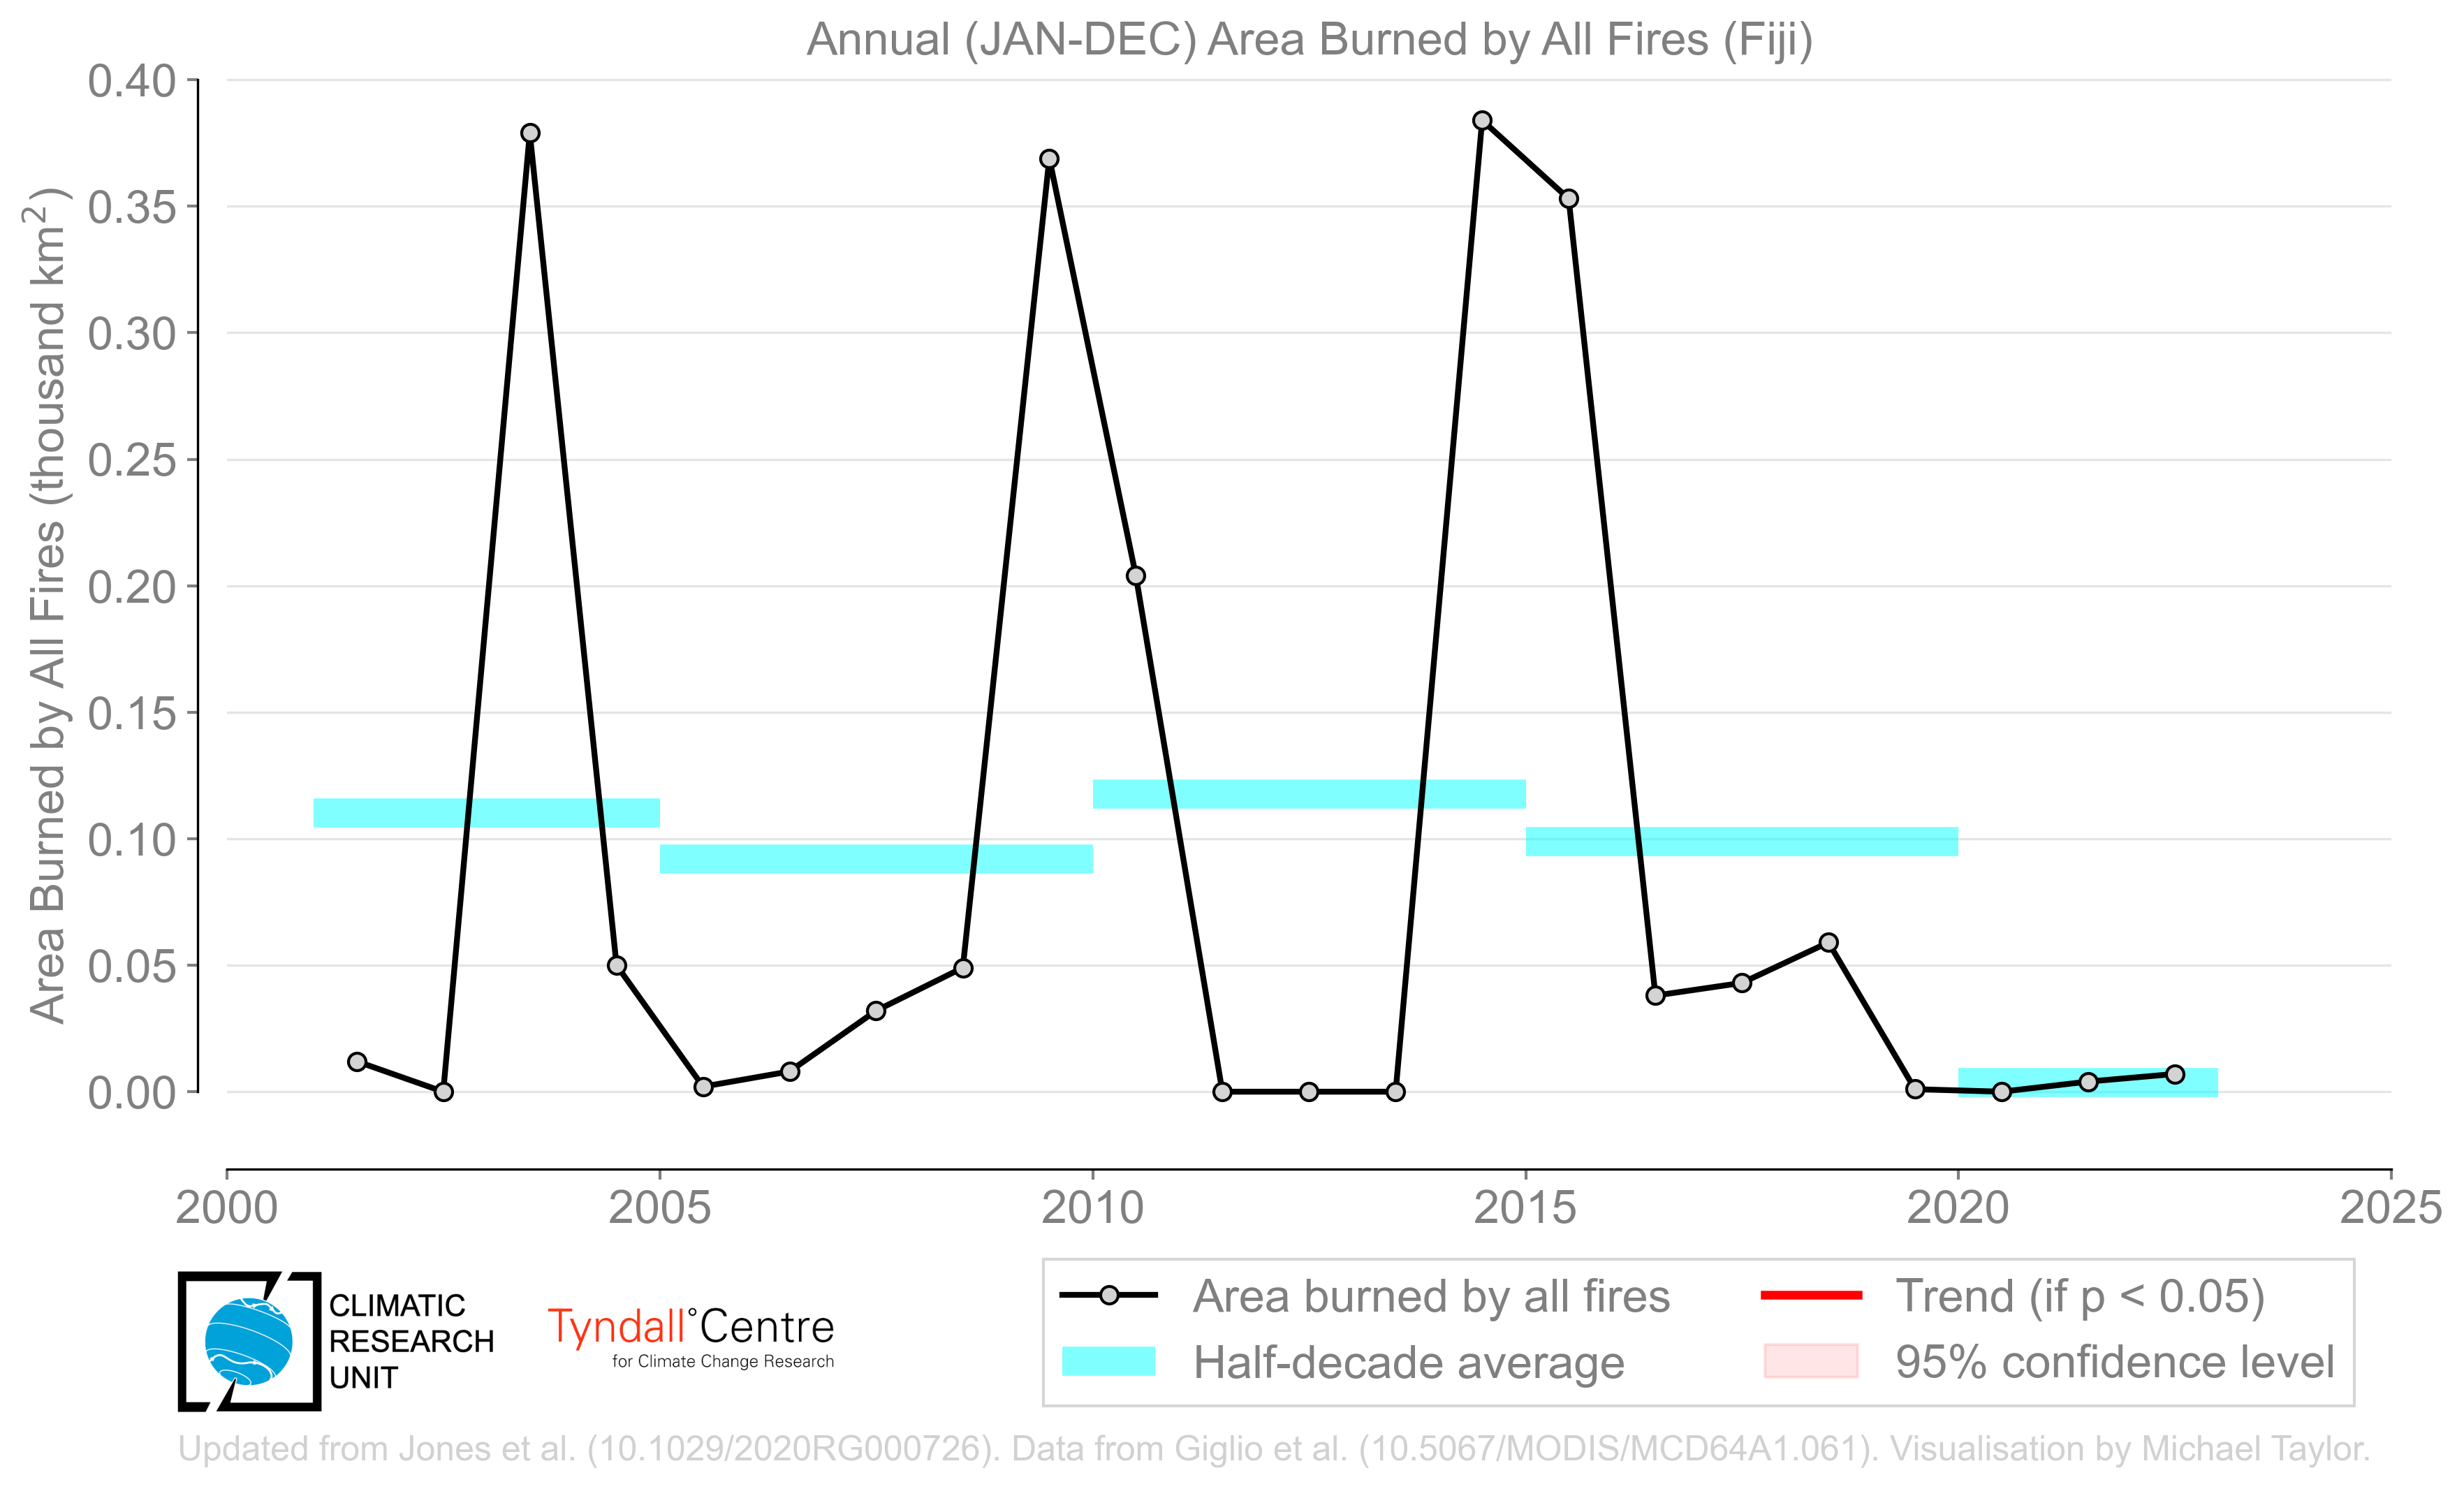 Annual (JAN-DEC) Area Burned by All Fires (Fiji)
Area Burned by All Fires (thousand km²)
0.40
0.35
0.30
0.25
0.20
0.15
0.10
0.05
0.00
2000 2005 2010 2015 2020 2025
CLIMATIC
RESEARCH
UNIT
Tyndall°Centre
for Climate Change Research
Area burned by all fires
Half-decade average
Trend (if p < 0.05)
95% confidence level
Updated from Jones et al. (10.1029/2020RG000726). Data from Giglio et al. (10.5067/MODIS/MCD64A1.061). Visualisation by Michael Taylor.